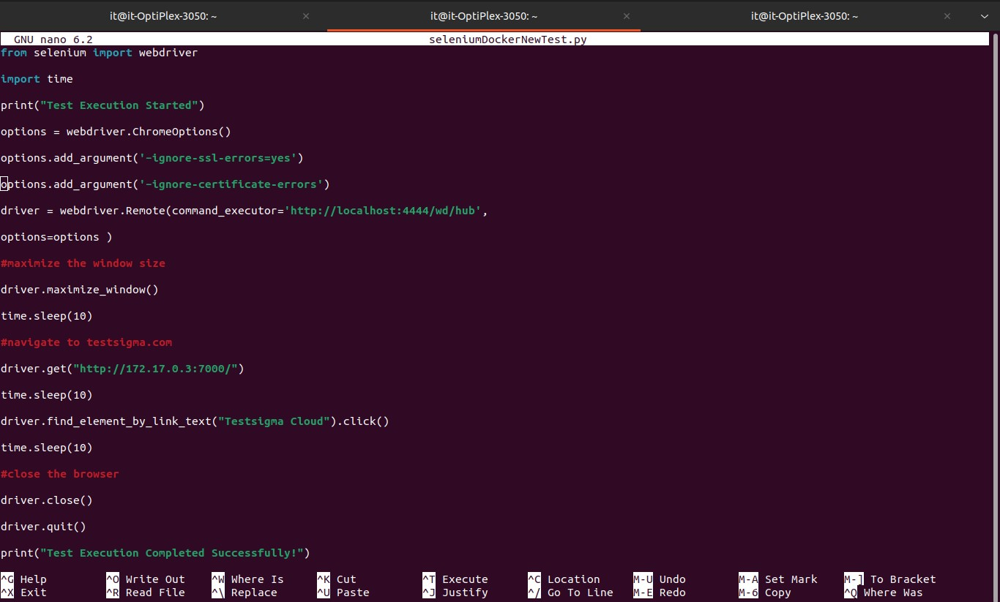 it@it-OptiPlex-3050: ~ × it@it-OptiPlex-3050: ~ × it@it-OptiPlex-3050: ~ ×
GNU nano 6.2 seleniumDockerNewTest.py
from selenium import webdriver
import time
print("Test Execution Started")
options = webdriver.ChromeOptions()
options.add_argument('-ignore-ssl-errors=yes')
options.add_argument('-ignore-certificate-errors')
driver = webdriver.Remote(command_executor='http://localhost:4444/wd/hub',
options=options )
#maximize the window size
driver.maximize_window()
time.sleep(10)
#navigate to testsigma.com
driver.get("http://172.17.0.3:7000/")
time.sleep(10)
driver.find_element_by_link_text("Testsigma Cloud").click()
time.sleep(10)
#close the browser
driver.close()
driver.quit()
print("Test Execution Completed Successfully!")
^G Help ^O Write Out ^W Where Is ^K Cut ^T Execute ^C Location M-U Undo M-A Set Mark M-] To Bracket
^X Exit ^R Read File ^\ Replace ^U Paste ^J Justify ^/ Go To Line M-E Redo M-6 Copy ^Q Where Was